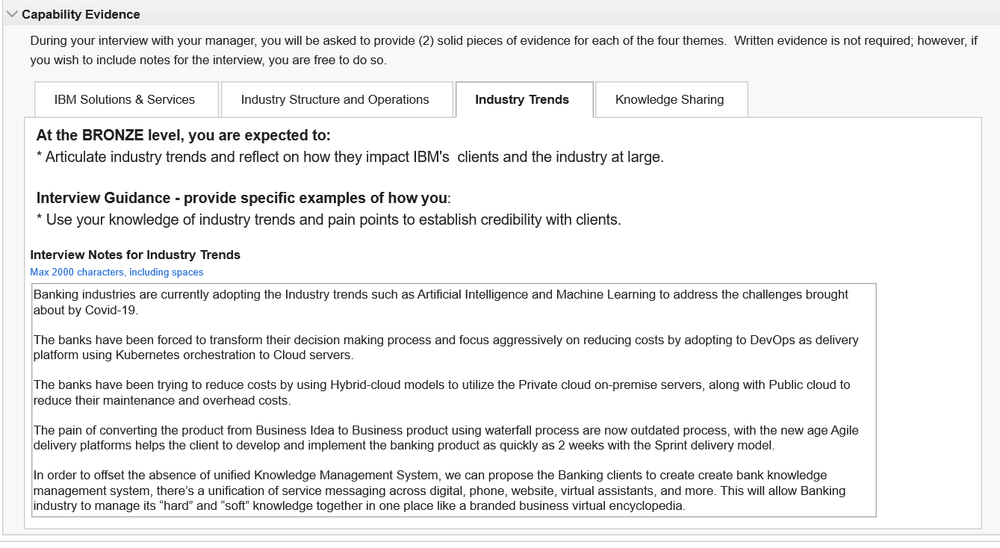 Capability Evidence
During your interview with your manager, you will be asked to provide (2) solid pieces of evidence for each of the four themes.  Written evidence is not required; however, if
you wish to include notes for the interview, you are free to do so.
IBM Solutions & Services
Industry Structure and Operations
Industry Trends
Knowledge Sharing
At the BRONZE level, you are expected to:
* Articulate industry trends and reflect on how they impact IBM's  clients and the industry at large.
Interview Guidance - provide specific examples of how you:
* Use your knowledge of industry trends and pain points to establish credibility with clients.
Interview Notes for Industry Trends
Max 2000 characters, including spaces
Banking industries are currently adopting the Industry trends such as Artificial Intelligence and Machine Learning to address the challenges brought
about by Covid-19.
The banks have been forced to transform their decision making process and focus aggressively on reducing costs by adopting to DevOps as delivery
platform using Kubernetes orchestration to Cloud servers.
The banks have been trying to reduce costs by using Hybrid-cloud models to utilize the Private cloud on-premise servers, along with Public cloud to
reduce their maintenance and overhead costs.
The pain of converting the product from Business Idea to Business product using waterfall process are now outdated process, with the new age Agile
delivery platforms helps the client to develop and implement the banking product as quickly as 2 weeks with the Sprint delivery model.
In order to offset the absence of unified Knowledge Management System, we can propose the Banking clients to create create bank knowledge
management system, there’s a unification of service messaging across digital, phone, website, virtual assistants, and more. This will allow Banking
industry to manage its “hard” and “soft” knowledge together in one place like a branded business virtual encyclopedia.